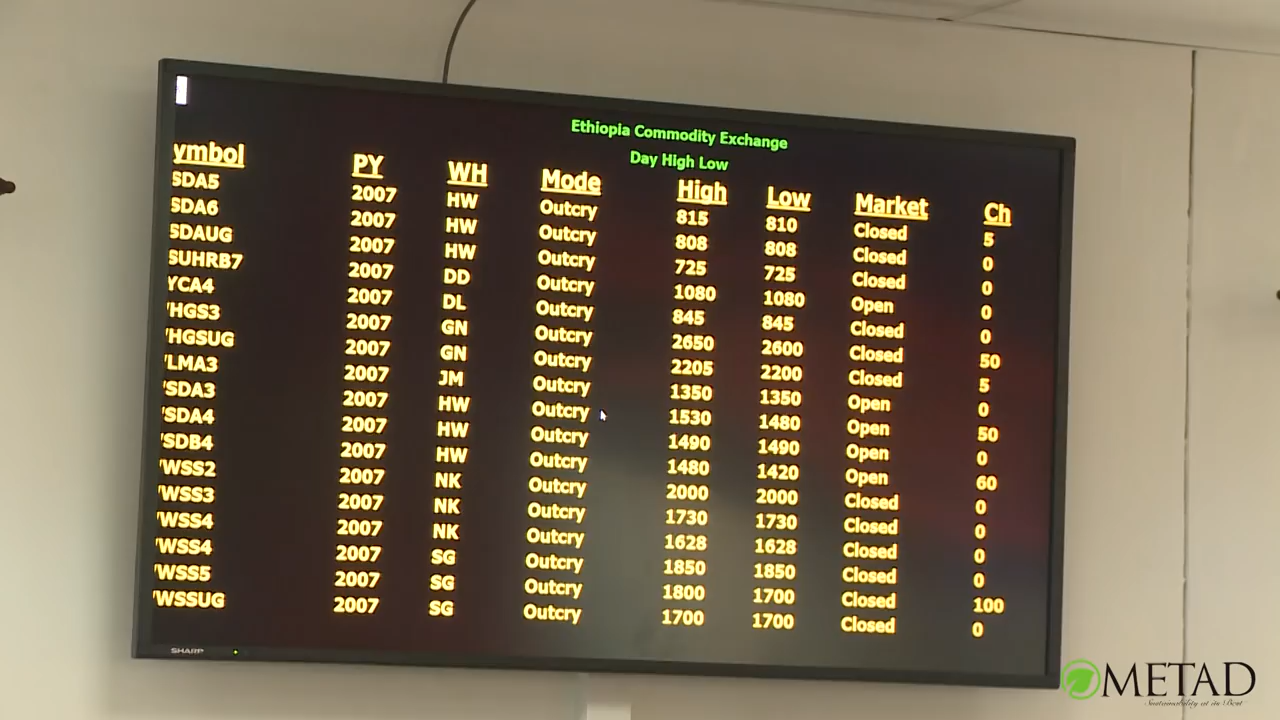 Ethiopia Commodity Exchange
Day High Low
ymbol PY WH Mode High Low Market Ch
SDA5 2007 HW Outcry 815 810 Closed 5
SDA6 2007 HW Outcry 808 808 Closed 0
SDAUG 2007 HW Outcry 725 725 Closed 0
SUHRB7 2007 DD Outcry 1080 1080 Open 0
YCA4 2007 DL Outcry 845 845 Closed 0
HGS3 2007 GN Outcry 2650 2600 Closed 50
HGSUG 2007 GN Outcry 2205 2200 Closed 5
LMA3 2007 JM Outcry 1350 1350 Open 0
SDA3 2007 HW Outcry 1530 1480 Open 50
SDA4 2007 HW Outcry 1490 1490 Open 0
SDB4 2007 HW Outcry 1480 1420 Open 60
WSS2 2007 NK Outcry 2000 2000 Closed 0
WSS3 2007 NK Outcry 1730 1730 Closed 0
WSS4 2007 NK Outcry 1628 1628 Closed 0
WSS4 2007 SG Outcry 1850 1850 Closed 0
WSS5 2007 SG Outcry 1800 1700 Closed 100
WSSUG 2007 SG Outcry 1700 1700 Closed 0
SHARP
METAD
Sustainability at its Best